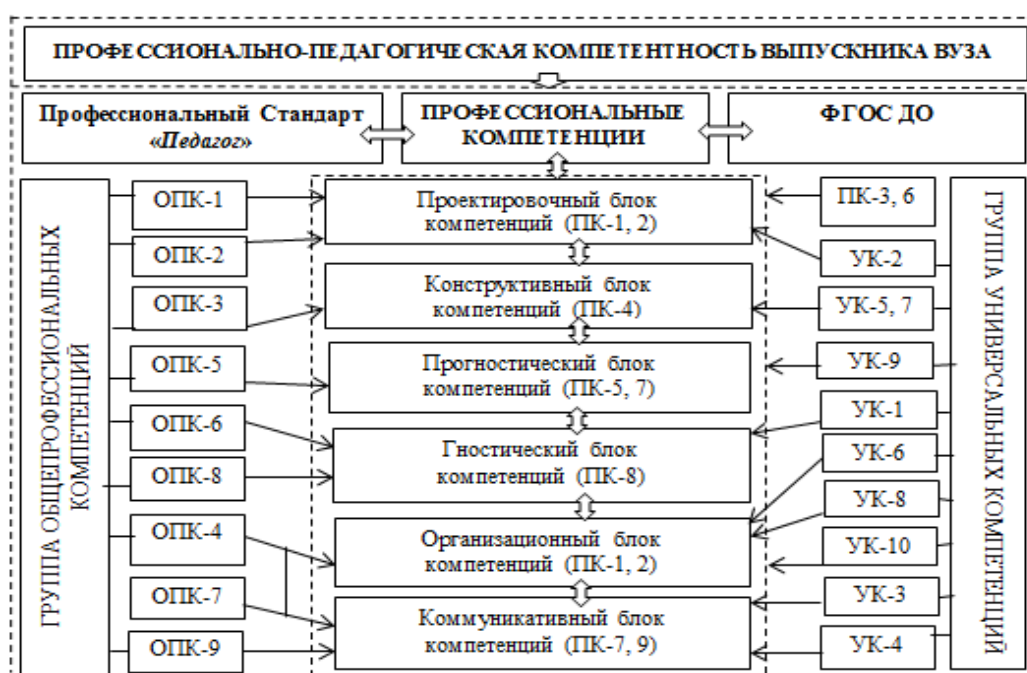 ПРОФЕССИОНАЛЬНО-ПЕДАГОГИЧЕСКАЯ КОМПЕТЕНТНОСТЬ ВЫПУСКНИКА ВУЗА
Профессиональный Стандарт
«Педагог»
ПРОФЕССИОНАЛЬНЫЕ
КОМПЕТЕНЦИИ
ФГОС ДО
ГРУППА ОБЩЕПРОФЕССИОНАЛЬНЫХ
КОМПЕТЕНЦИЙ
ОПК-1
ОПК-2
ОПК-3
ОПК-5
ОПК-6
ОПК-8
ОПК-4
ОПК-7
ОПК-9
Проектировочный блок
компетенций (ПК-1, 2)
Конструктивный блок
компетенций (ПК-4)
Прогностический блок
компетенций (ПК-5, 7)
Гностический блок
компетенций (ПК-8)
Организационный блок
компетенций (ПК-1, 2)
Коммуникативный блок
компетенций (ПК-7, 9)
ПК-3, 6
УК-2
УК-5, 7
УК-9
УК-1
УК-6
УК-8
УК-10
УК-3
УК-4
ГРУППА УНИВЕРСАЛЬНЫХ КОМПЕТЕНЦИЙ